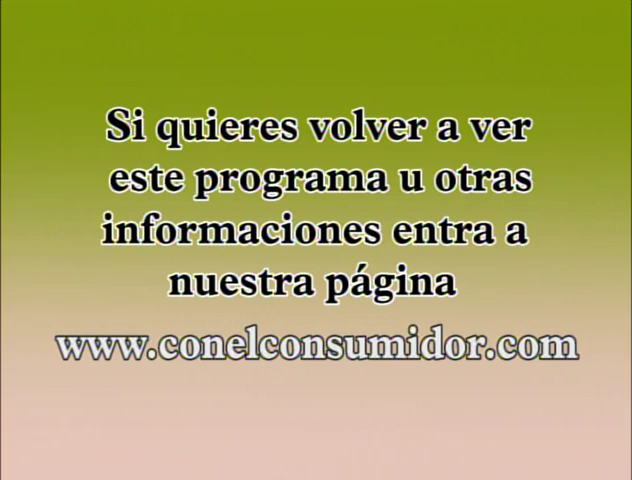 Si quieres volver a ver
este programa u otras
informaciones entra a
nuestra página
www.conelconsumidor.com